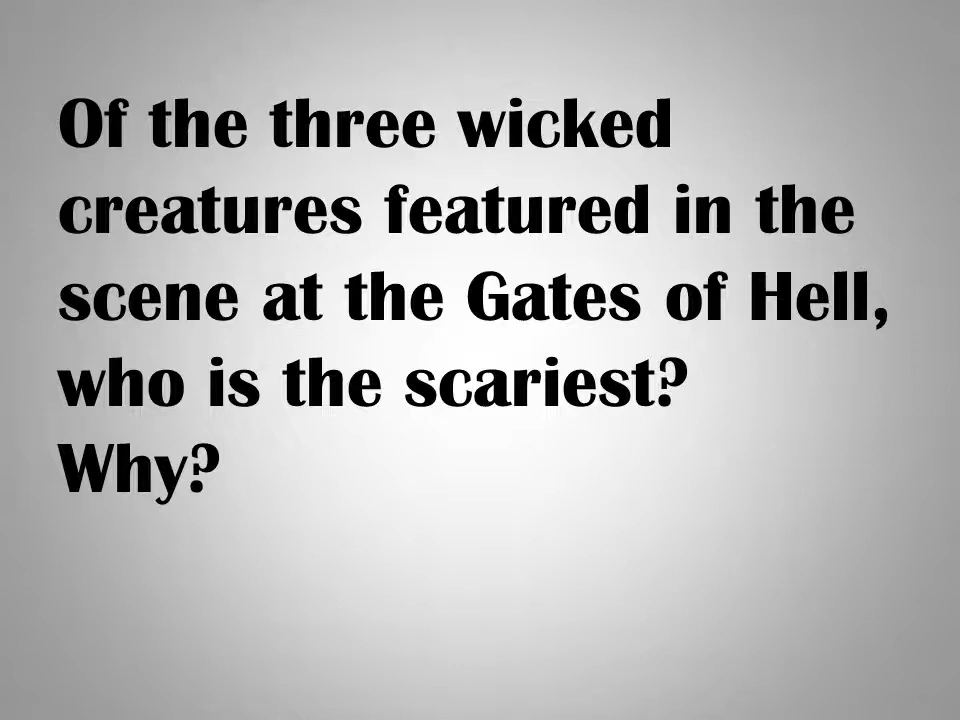 Of the three wicked
creatures featured in the
scene at the Gates of Hell,
who is the scariest?
Why?